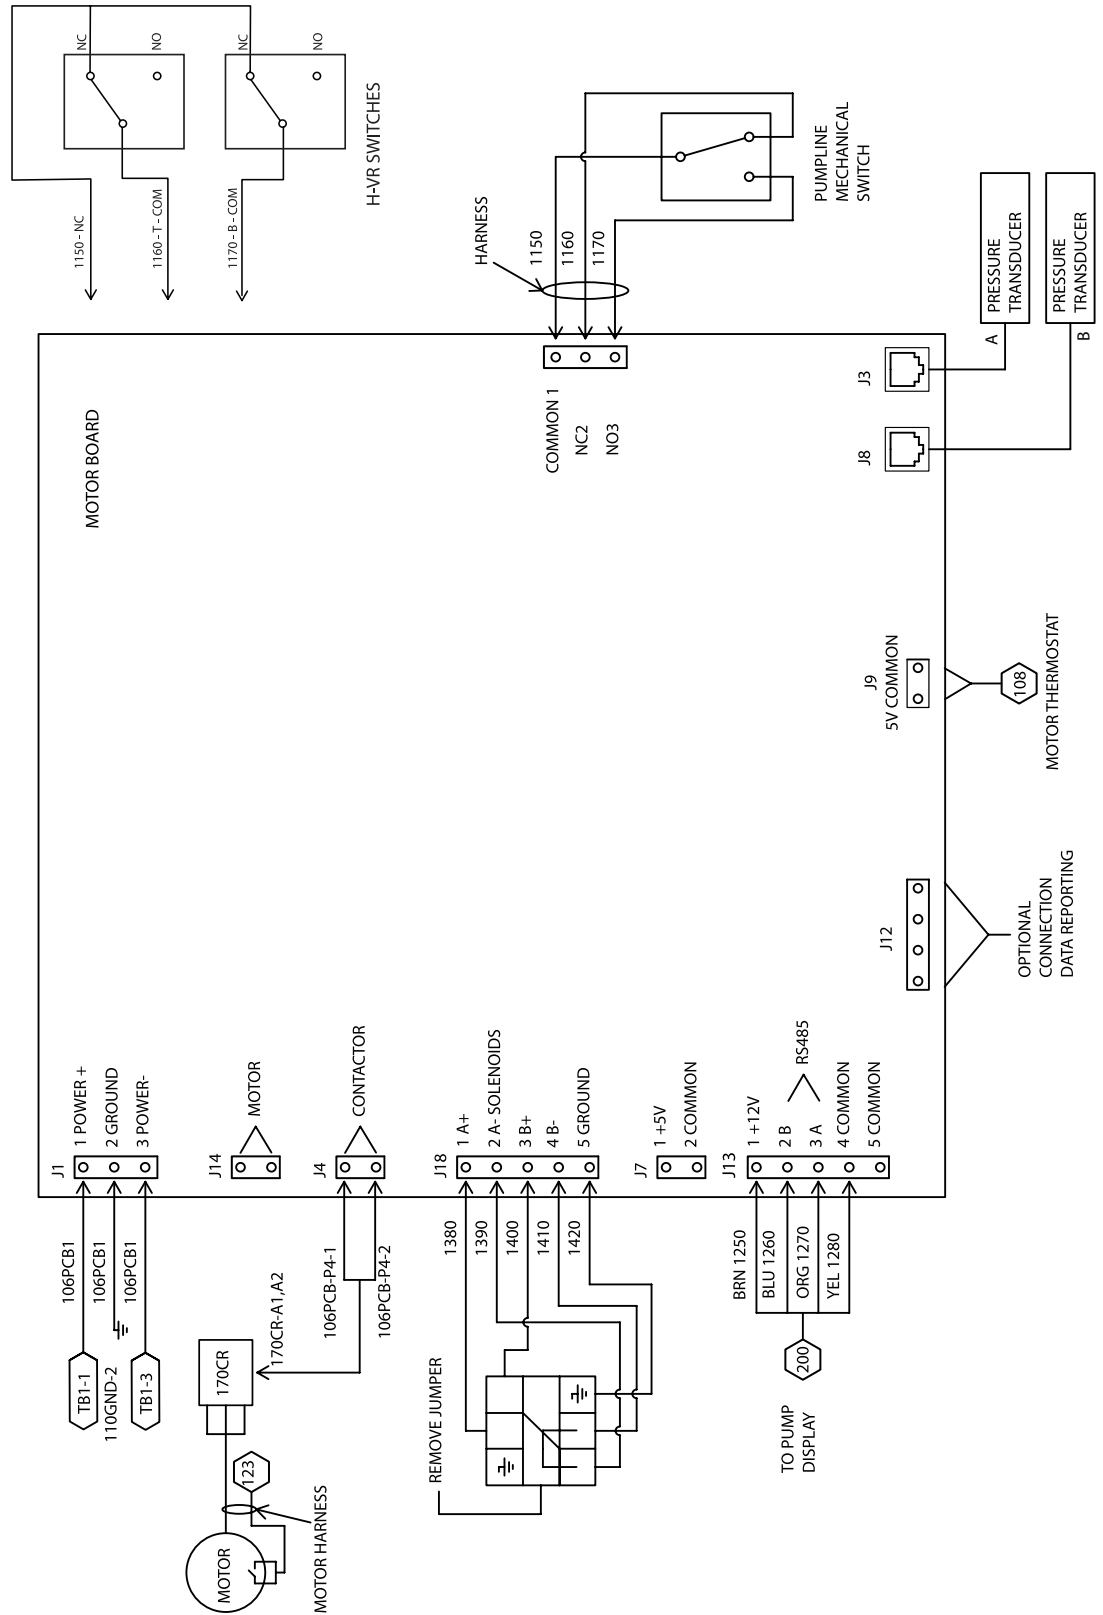 NC
NO
NC
NO
1150 - NC
1160 - T - COM
1170 - B - COM
H-VR SWITCHES
HARNESS
1150
1160
1170
PUMPLINE
MECHANICAL
SWITCH
PRESSURE
TRANSDUCER
PRESSURE
TRANSDUCER
A
B
MOTOR BOARD
COMMON 1
NC2
NO3
J3
J8
J9
5V COMMON
108
MOTOR THERMOSTAT
J12
OPTIONAL
CONNECTION
DATA REPORTING
J1
1 POWER +
2 GROUND
3 POWER-
J14
MOTOR
J4
CONTACTOR
J18
1 A+
2 A- SOLENOIDS
3 B+
4 B-
5 GROUND
J7
1 +5V
2 COMMON
J13
1 +12V
2 B
3 A
RS485
4 COMMON
5 COMMON
106PCB1
106PCB1
106PCB1
TB1-1
110GND-2
TB1-3
106PCB-P4-1
106PCB-P4-2
170CR-A1,A2
170CR
123
MOTOR
MOTOR HARNESS
1380
1390
1400
1410
1420
REMOVE JUMPER
BRN 1250
BLU 1260
ORG 1270
YEL 1280
200
TO PUMP
DISPLAY